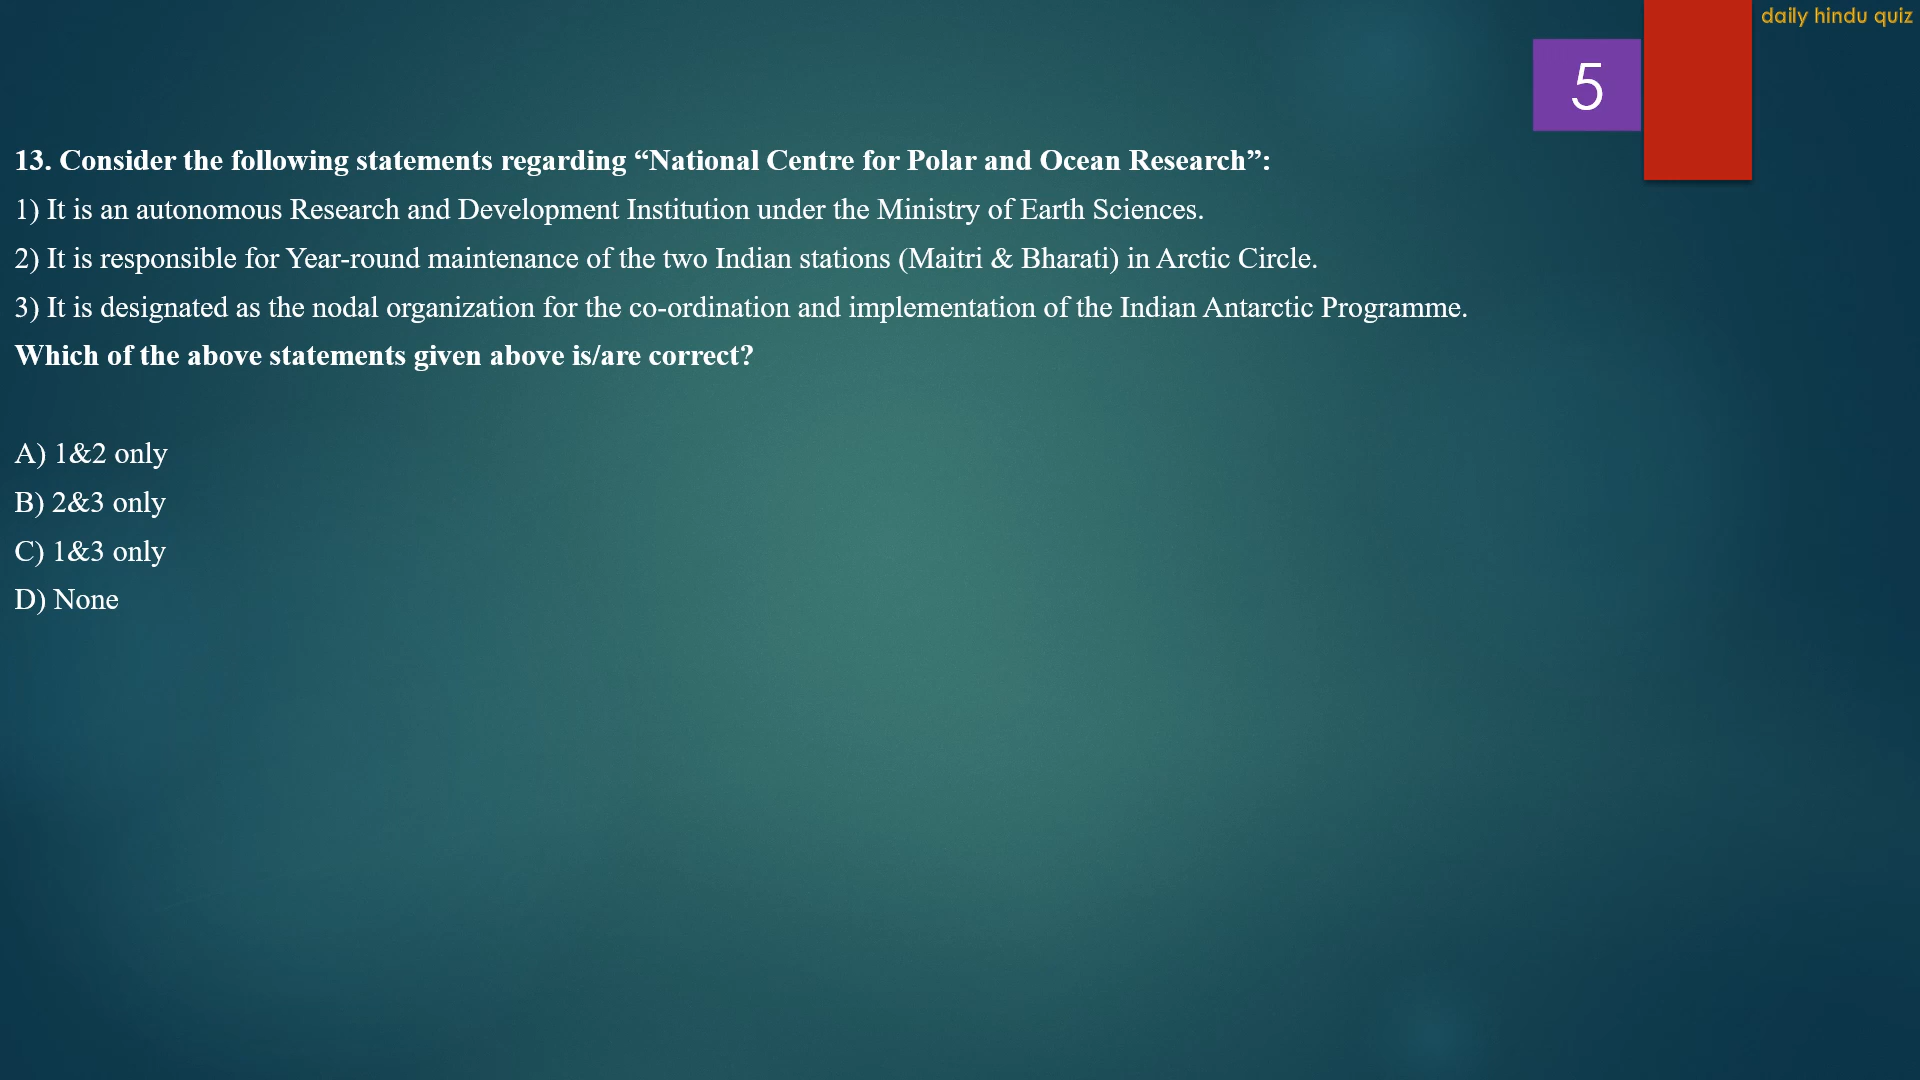 daily hindu quiz
5
13. Consider the following statements regarding “National Centre for Polar and Ocean Research”:
1) It is an autonomous Research and Development Institution under the Ministry of Earth Sciences.
2) It is responsible for Year-round maintenance of the two Indian stations (Maitri & Bharati) in Arctic Circle.
3) It is designated as the nodal organization for the co-ordination and implementation of the Indian Antarctic Programme.
Which of the above statements given above is/are correct?
A) 1&2 only
B) 2&3 only
C) 1&3 only
D) None